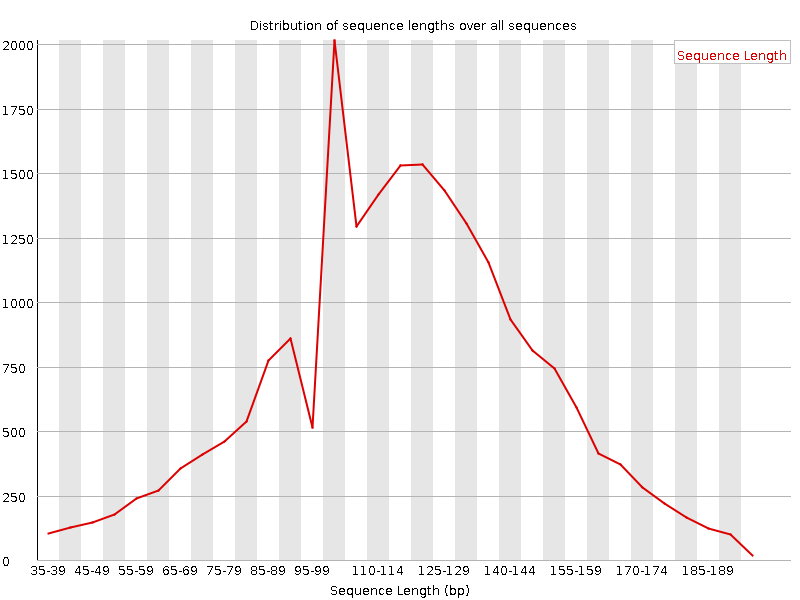 Distribution of sequence lengths over all sequences
Sequence Length
2000
1750
1500
1250
1000
750
500
250
0
35-39 45-49 55-59 65-69 75-79 85-89 95-99 110-114 125-129 140-144 155-159 170-174 185-189
Sequence Length (bp)